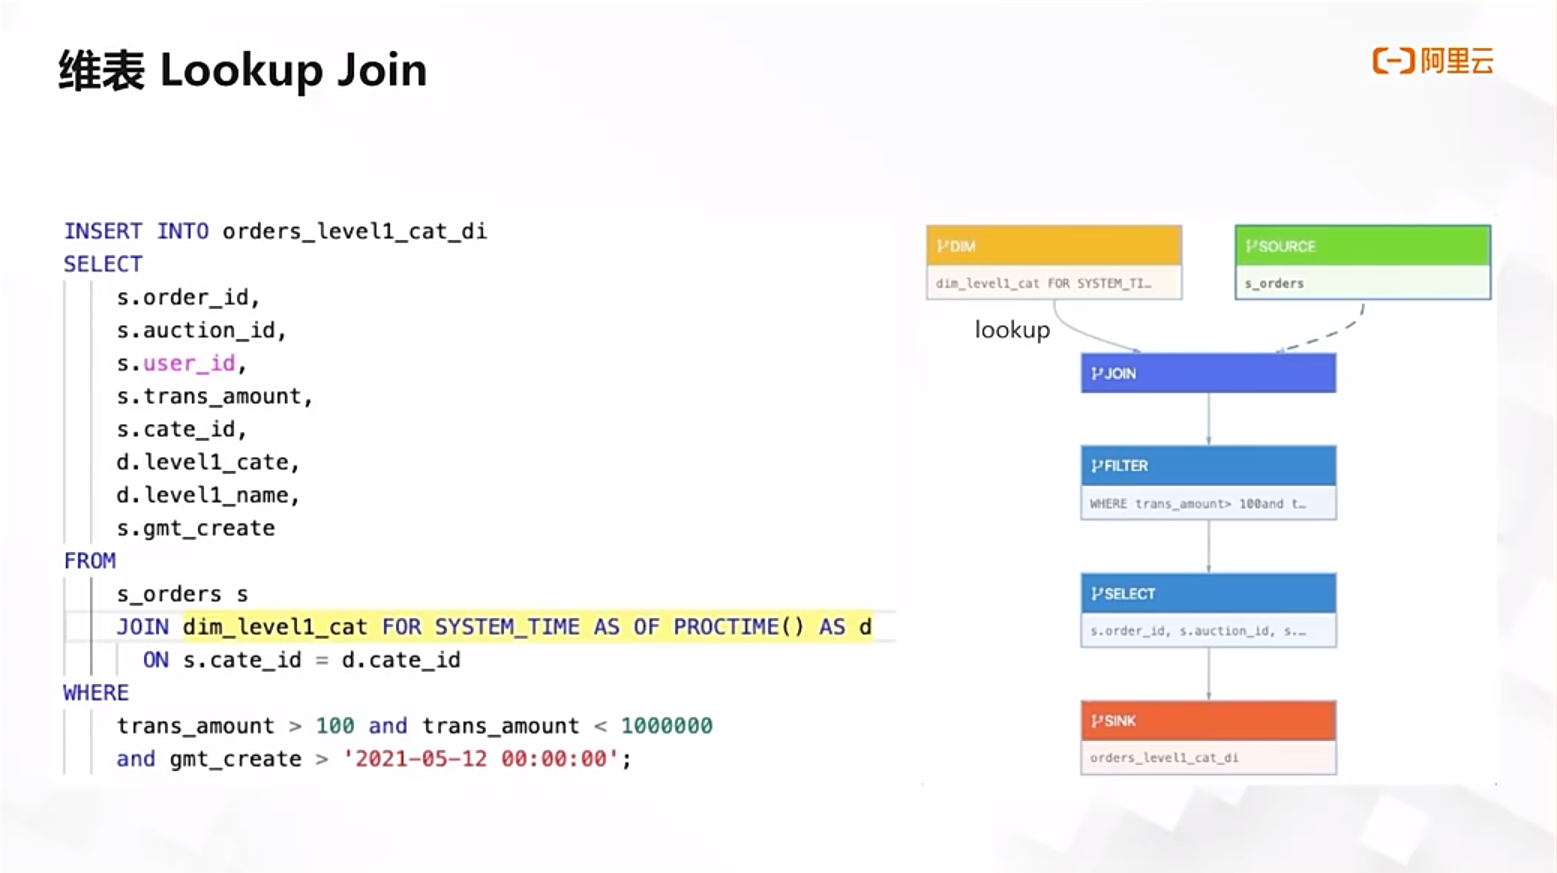 维表 Lookup Join
阿里云
INSERT INTO orders_level1_cat_di
SELECT
s.order_id,
s.auction_id,
s.user_id,
s.trans_amount,
s.cate_id,
d.level1_cate,
d.level1_name,
s.gmt_create
FROM
s_orders s
JOIN dim_level1_cat FOR SYSTEM_TIME AS OF PROCTIME() AS d
ON s.cate_id = d.cate_id
WHERE
trans_amount > 100 and trans_amount < 1000000
and gmt_create > '2021-05-12 00:00:00';
DIM
dim_level1_cat FOR SYSTEM_TI…
SOURCE
s_orders
lookup
JOIN
FILTER
WHERE trans_amount> 100and t…
SELECT
s.order_id, s.auction_id, s.…
SINK
orders_level1_cat_di